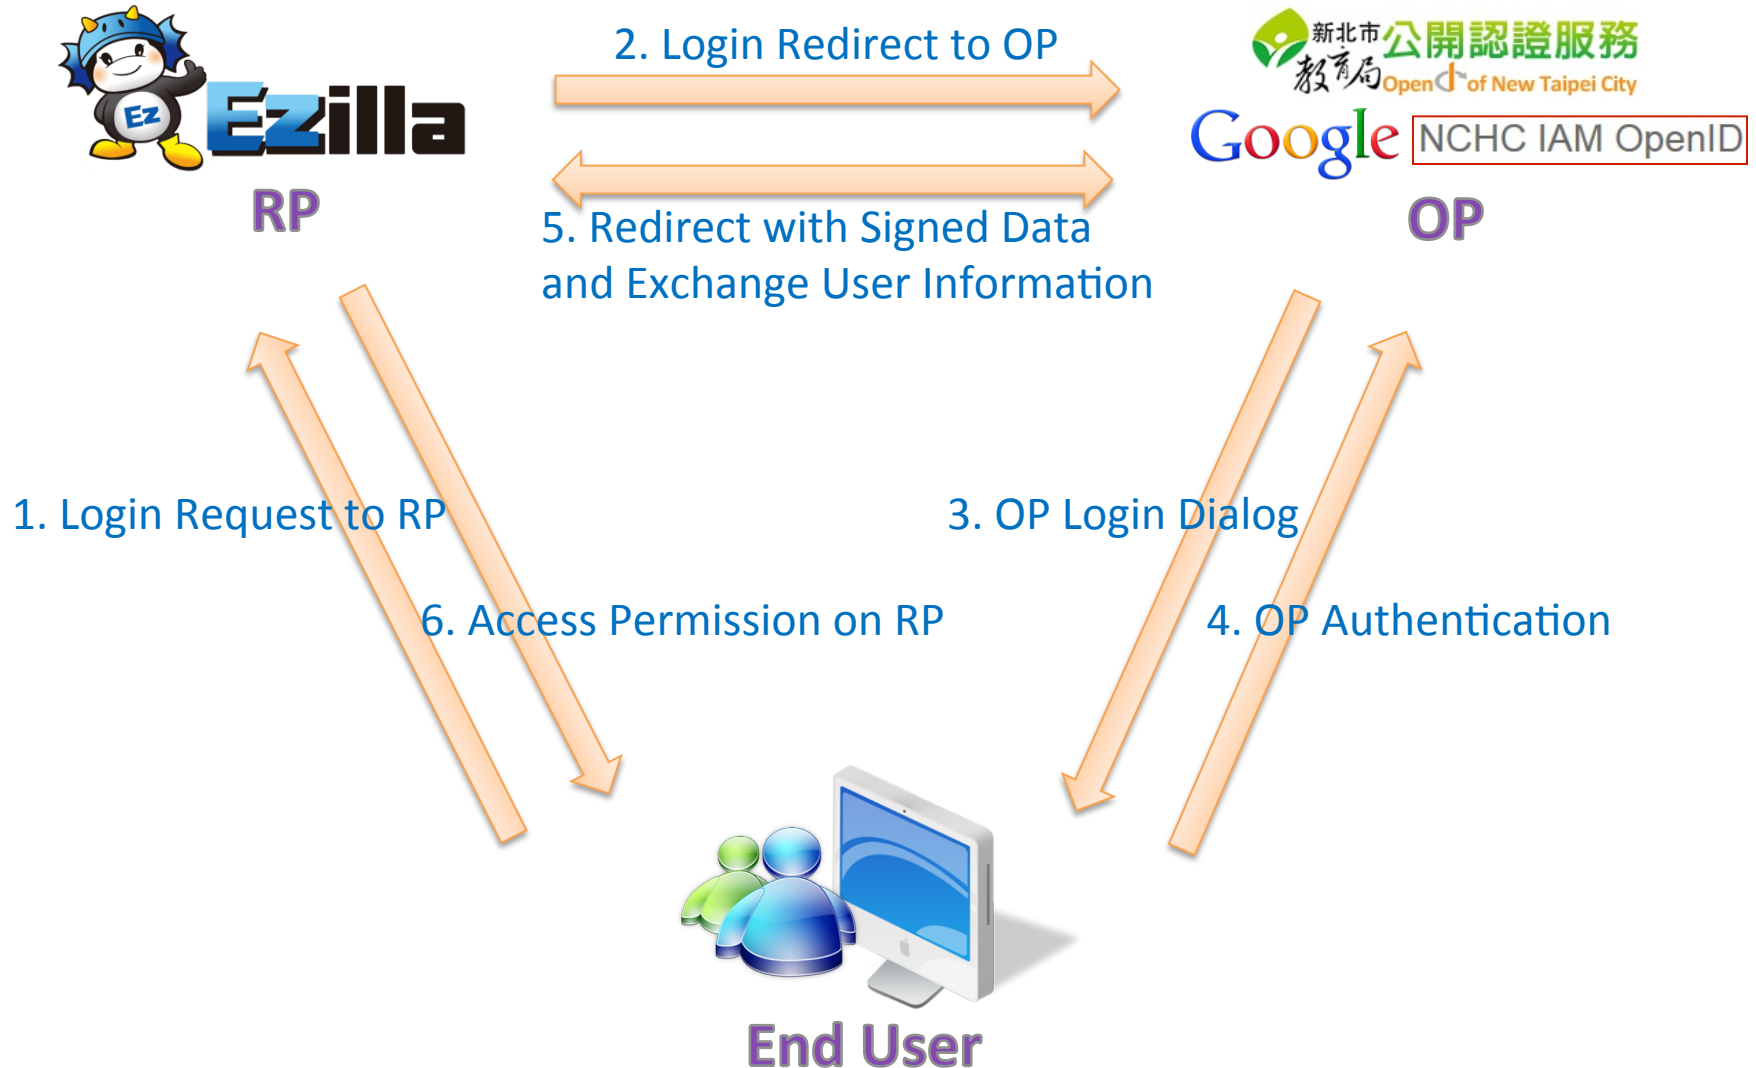 2. Login Redirect to OP
新北市
教育局
公開認證服務
OpenID of New Taipei City
Ez
Ezilla
Google
NCHC IAM OpenID
RP
OP
5. Redirect with Signed Data
and Exchange User Information
1. Login Request to RP
3. OP Login Dialog
6. Access Permission on RP
4. OP Authentication
End User